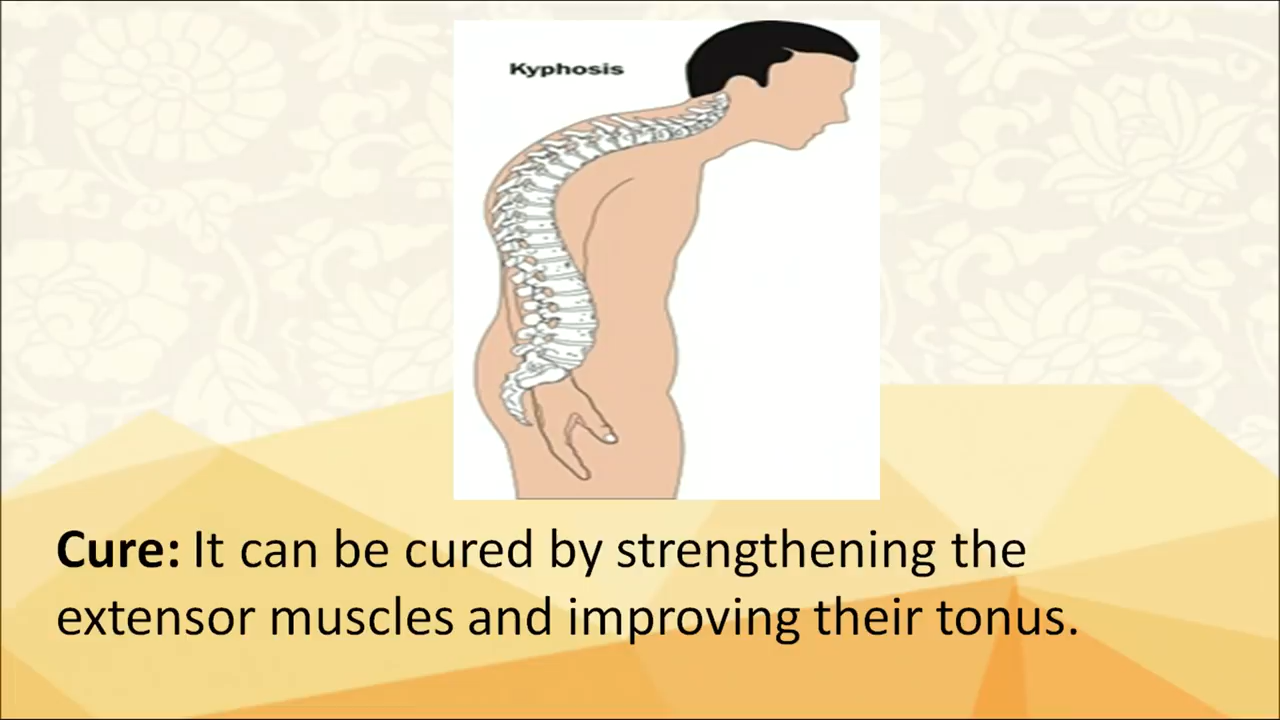 Kyphosis
Cure: It can be cured by strengthening the
extensor muscles and improving their tonus.